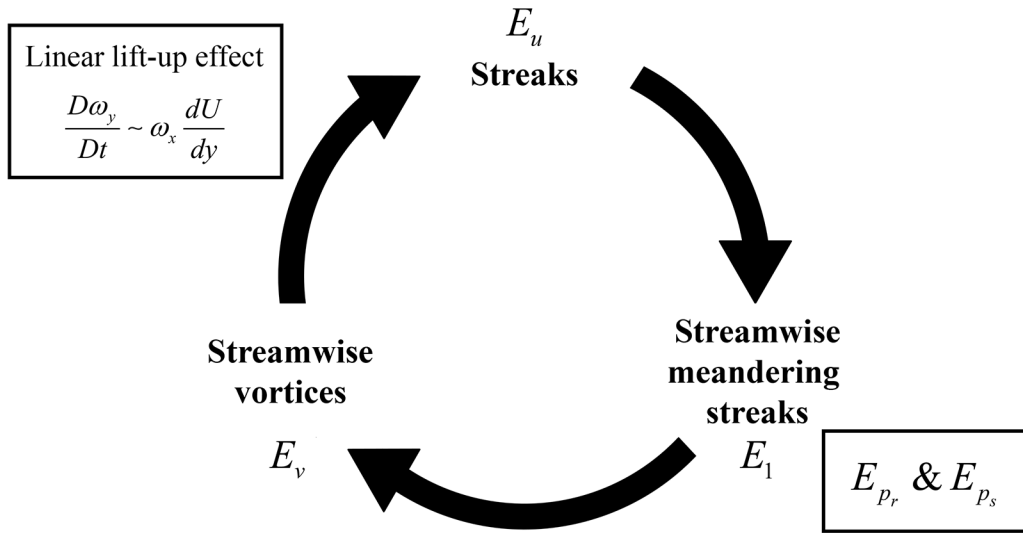 Linear lift-up effect
Dω_y / Dt ~ ω_x dU / dy
E_u
Streaks
Streamwise
meandering
streaks
E_1
E_{p_r} & E_{p_s}
Streamwise
vortices
E_v